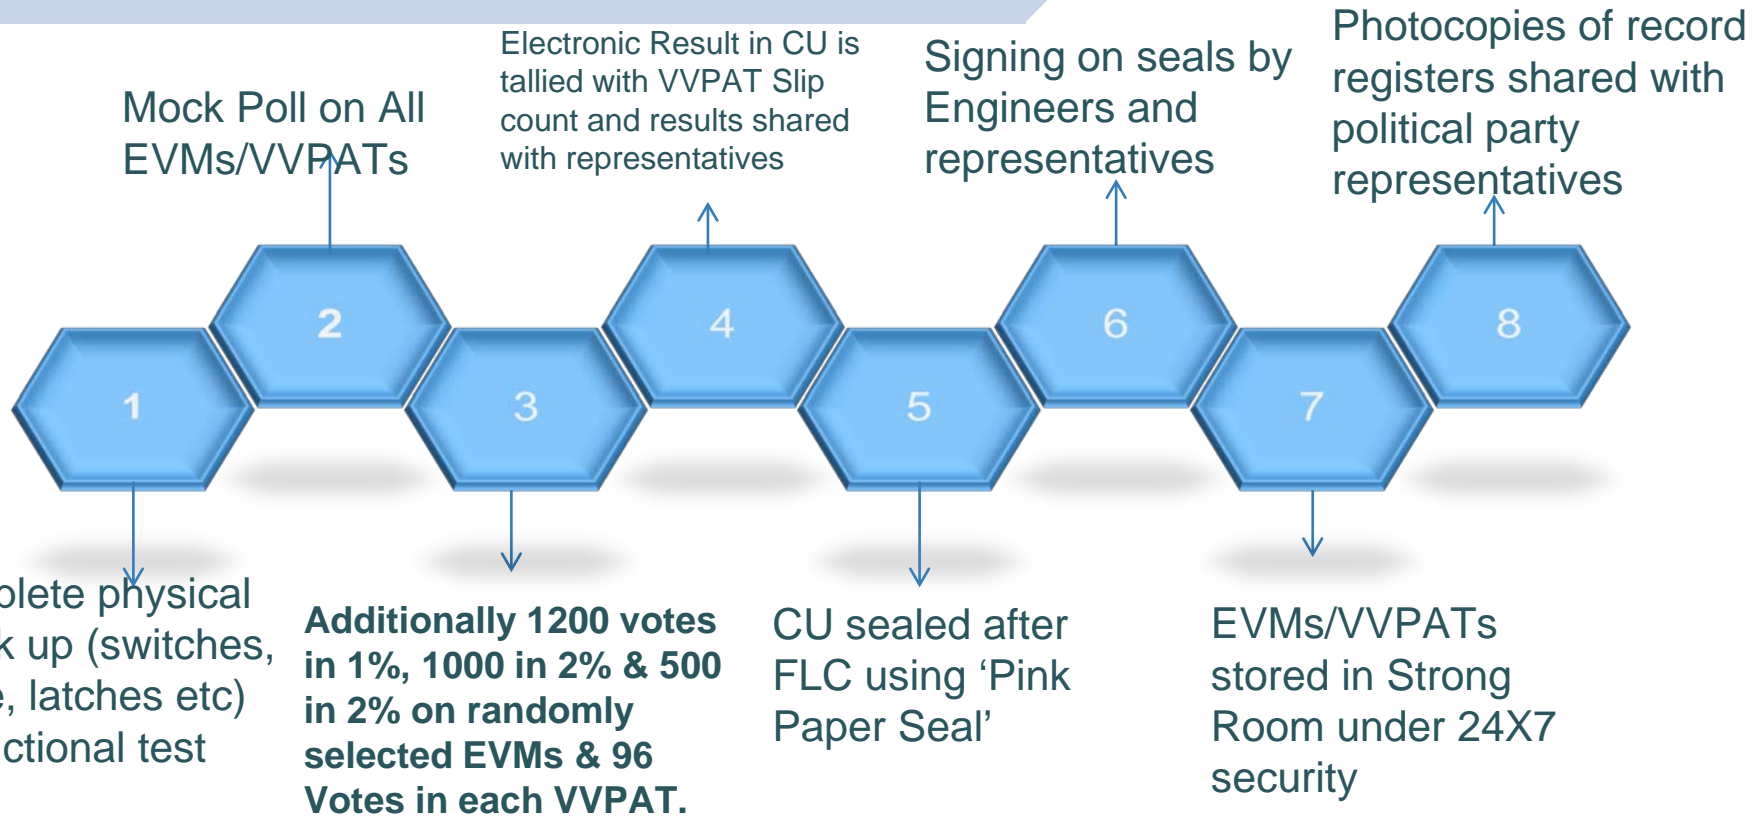 Mock Poll on All
EVMs/VVPATs
Electronic Result in CU is
tallied with VVPAT Slip
count and results shared
with representatives
Signing on seals by
Engineers and
representatives
Photocopies of record
registers shared with
political party
representatives
1
2
3
4
5
6
7
8
plete physical
k up (switches,
e, latches etc)
ctional test
Additionally 1200 votes
in 1%, 1000 in 2% & 500
in 2% on randomly
selected EVMs & 96
Votes in each VVPAT.
CU sealed after
FLC using ‘Pink
Paper Seal’
EVMs/VVPATs
stored in Strong
Room under 24X7
security